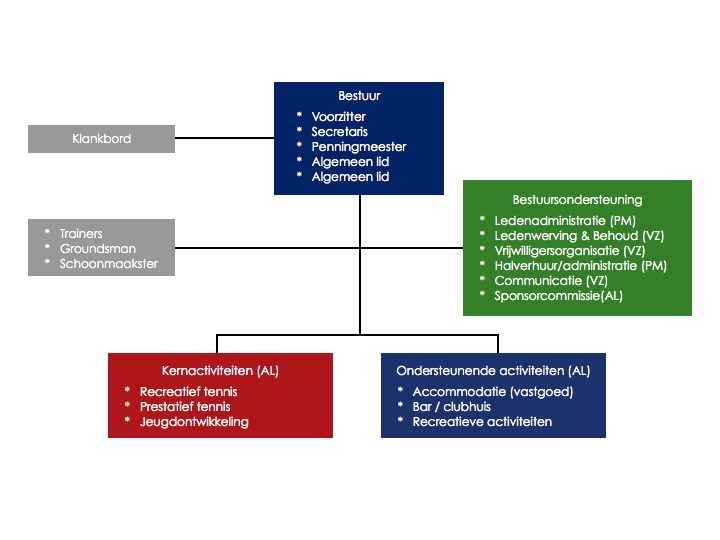 Bestuur
* Voorzitter
* Secretaris
* Penningmeester
* Algemeen lid
* Algemeen lid
Klankbord
* Trainers
* Groundsman
* Schoonmaakster
Bestuursondersteuning
* Ledenadministratie (PM)
* Ledenwerving & Behoud (VZ)
* Vrijwilligersorganisatie (VZ)
* Halverhuur/administratie (PM)
* Communicatie (VZ)
* Sponsorcommissie(AL)
Kernactiviteiten (AL)
* Recreatief tennis
* Prestatief tennis
* Jeugdontwikkeling
Ondersteunende activiteiten (AL)
* Accommodatie (vastgoed)
* Bar / clubhuis
* Recreatieve activiteiten